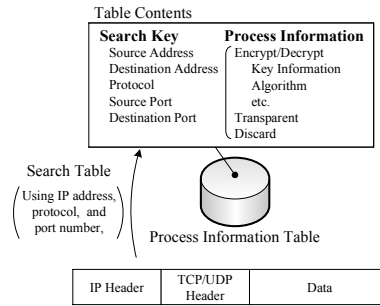 Table Contents
Search Key
Source Address
Destination Address
Protocol
Source Port
Destination Port
Process Information
Encrypt/Decrypt
Key Information
Algorithm
etc.
Transparent
Discard
Search Table
(Using IP address,
protocol, and
port number,)
Process Information Table
IP Header
TCP/UDP
Header
Data